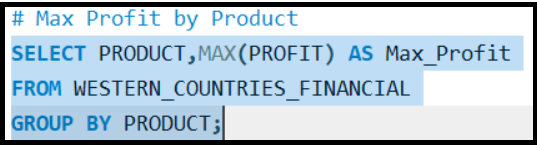 # Max Profit by Product
SELECT PRODUCT,MAX(PROFIT) AS Max_Profit
FROM WESTERN_COUNTRIES_FINANCIAL
GROUP BY PRODUCT;